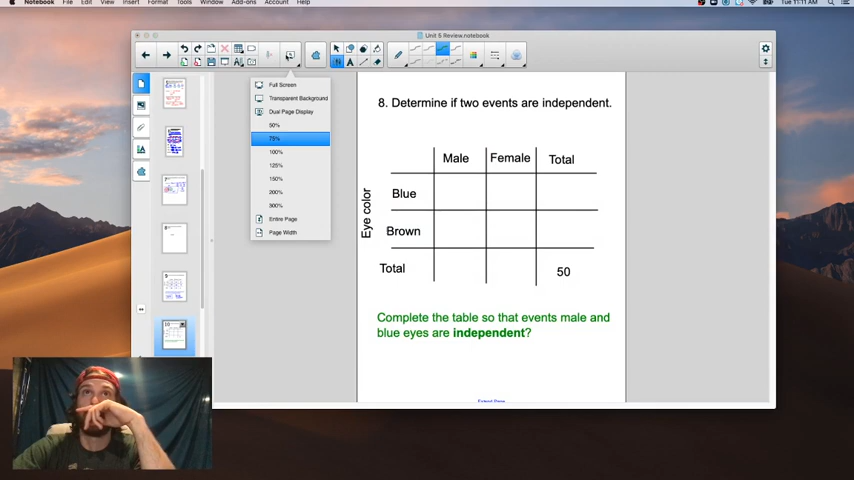 Notebook File Edit View Insert Format Tools Window Add-ons Account Help
Tue 11:11 AM
Unit 5 Review.notebook
Full Screen
Transparent Background
Dual Page Display
50%
75%
100%
125%
150%
200%
300%
Entire Page
Page Width
8. Determine if two events are independent.
Male Female Total
Eye color
Blue
Brown
Total 50
Complete the table so that events male and
blue eyes are independent?
Extend Page